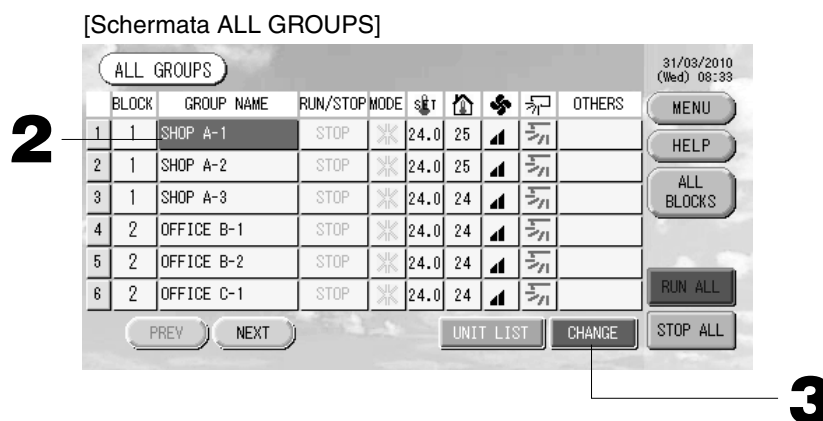 [Schermata ALL GROUPS]
ALL GROUPS
31/03/2010
(Wed) 08:33
BLOCK GROUP NAME RUN/STOP MODE SET OTHERS
MENU
2
1 1 SHOP A-1 STOP 24.0 25
HELP
2 1 SHOP A-2 STOP 24.0 25
ALL
BLOCKS
3 1 SHOP A-3 STOP 24.0 24
4 2 OFFICE B-1 STOP 24.0 24
5 2 OFFICE B-2 STOP 24.0 24
6 2 OFFICE C-1 STOP 24.0 24
RUN ALL
PREV NEXT UNIT LIST CHANGE STOP ALL
3